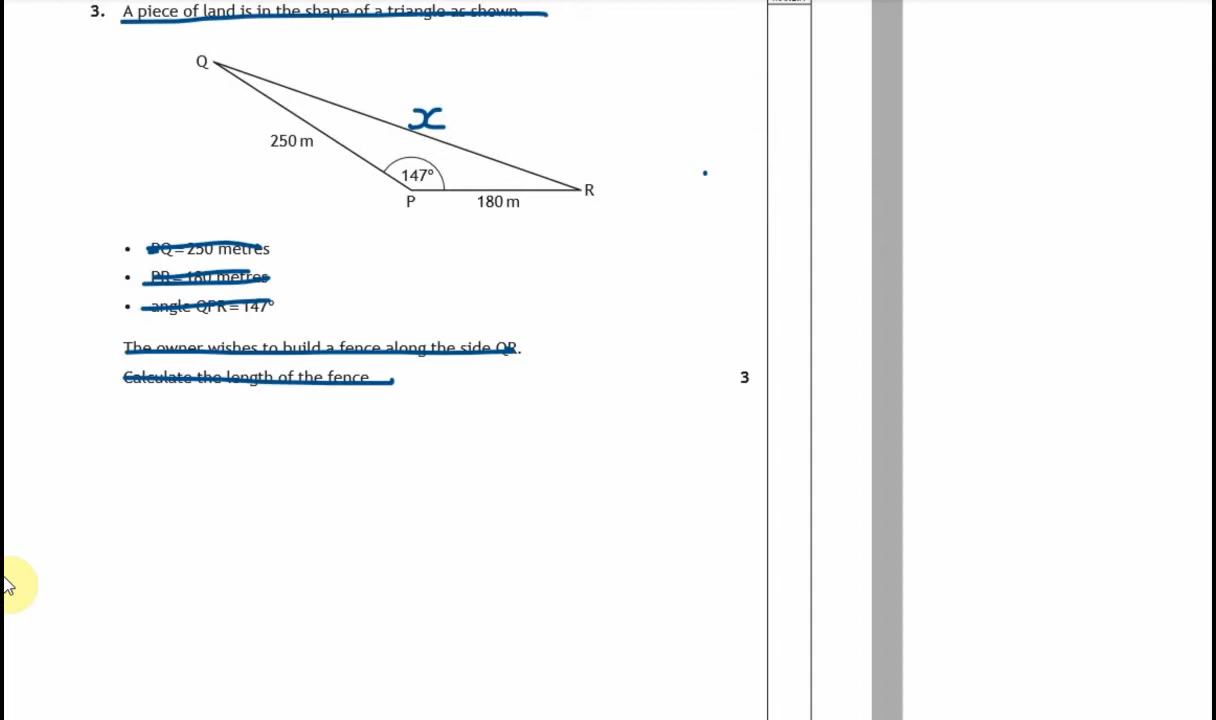 3. A piece of land is in the shape of a triangle as shown.
Q
x
250 m
147°
P
180 m
R
• PQ = 250 metres
• PR = 180 metres
• angle QPR = 147°
The owner wishes to build a fence along the side QR.
Calculate the length of the fence
3